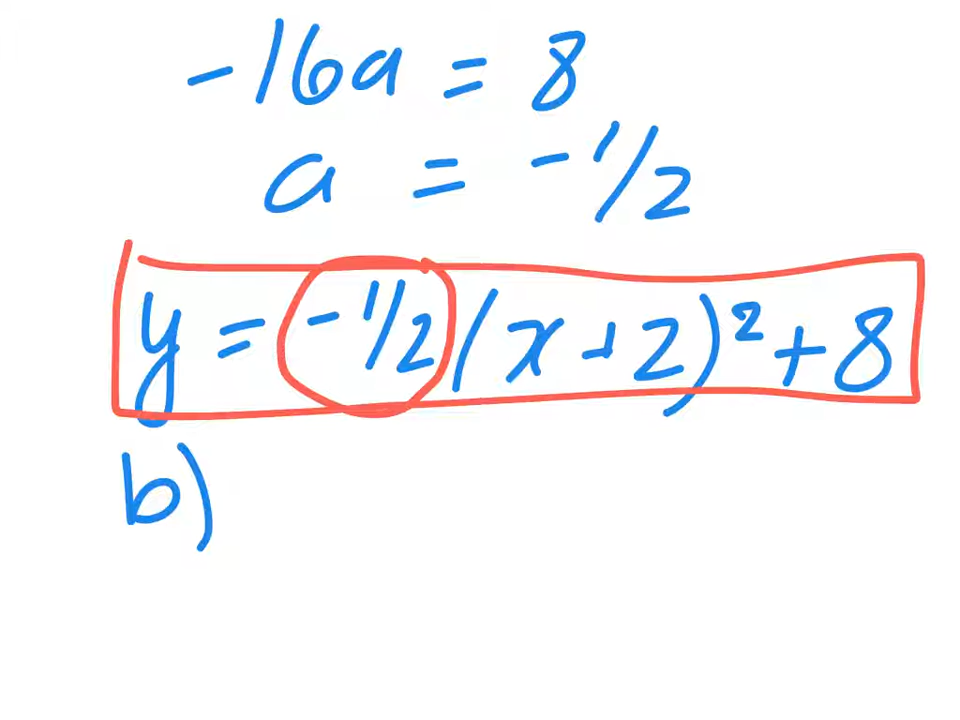 -16a = 8
a = -1/2
y = -1/2(x+2)²+8
b)